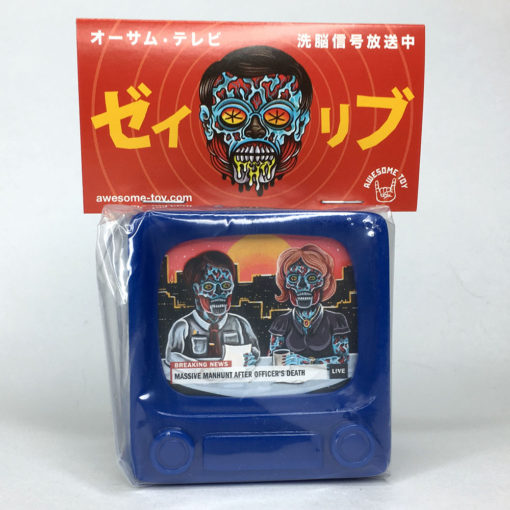 オーサム・テレビ
洗脳信号放送中
ゼイリブ
awesome-toy.com
AWESOME TOY
BREAKING NEWS
MASSIVE MANHUNT AFTER OFFICER'S DEATH
LIVE